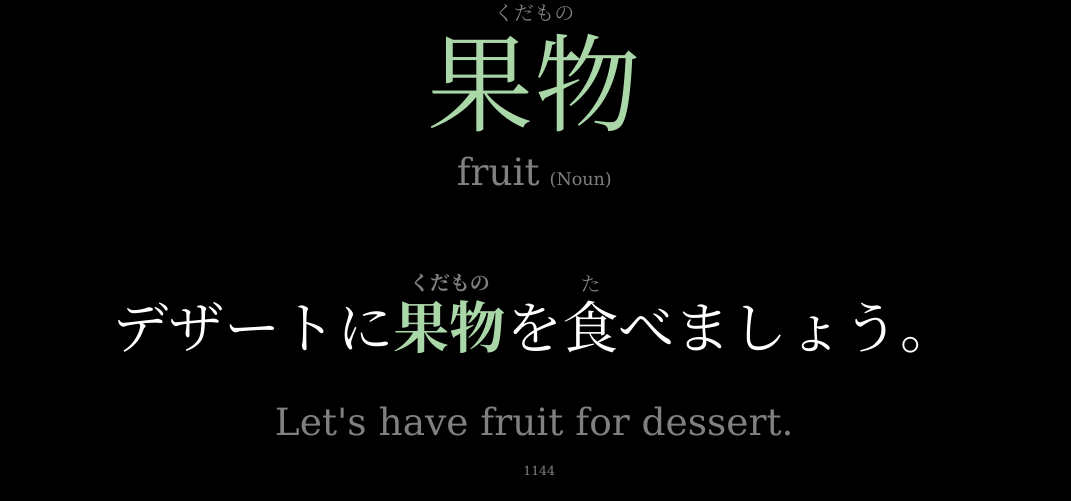 くだもの
果物
fruit (Noun)
くだもの た
デザートに果物を食べましょう。
Let's have fruit for dessert.
1144